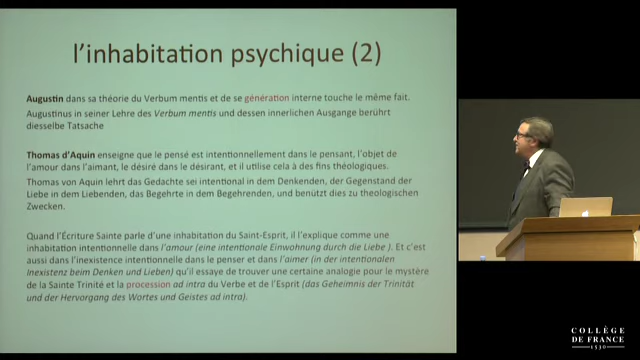 l'inhabitation psychique (2)
Augustin dans sa théorie du Verbum mentis et de se génération interne touche le même fait.
Augustinus in seiner Lehre des Verbum mentis und dessen innerlichen Ausgange berührt
diesselbe Tatsache
Thomas d'Aquin enseigne que le pensé est intentionnellement dans le pensant, l'objet de
l'amour dans l'aimant, le désiré dans le désirant, et il utilise cela à des fins théologiques.
Thomas von Aquin lehrt das Gedachte sei intentional in dem Denkenden, der Gegenstand der
Liebe in dem Liebenden, das Begehrte in dem Begehrenden, und benützt dies zu theologischen
Zwecken.
Quand l'Écriture Sainte parle d'une inhabitation du Saint-Esprit, il l'explique comme une
inhabitation intentionnelle dans l'amour (eine intentionale Einwohnung durch die Liebe ). Et c'est
aussi dans l'inexistence intentionnelle dans le penser et dans l'aimer (in der intentionalen
Inexistenz beim Denken und Lieben) qu'il essaye de trouver une certaine analogie pour le mystère
de la Sainte Trinité et la procession ad intra du Verbe et de l'Esprit (das Geheimnis der Trinität
und der Hervorgang des Wortes und Geistes ad intra).
COLLÈGE
DE FRANCE
1530